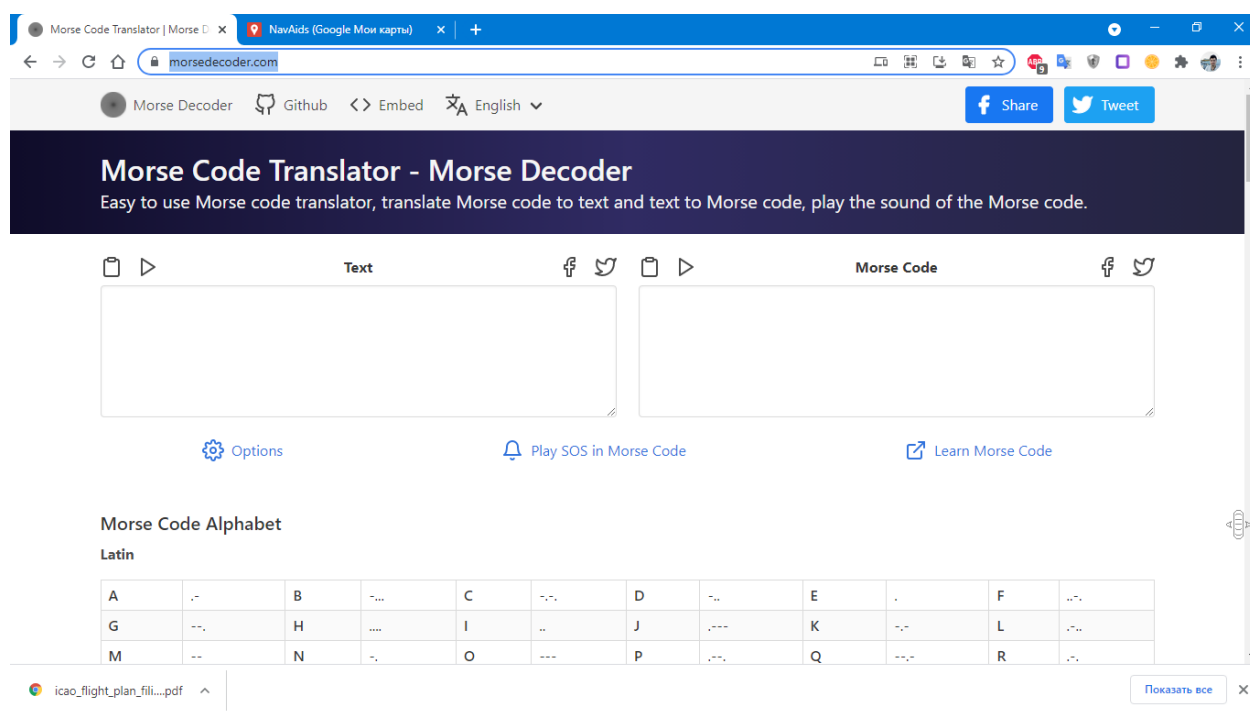 Morse Code Translator | Morse D
NavAids (Google Мои карты)
morsedecoder.com
ABP
9
Morse Decoder Github <> Embed English
Share Tweet
Morse Code Translator - Morse Decoder
Easy to use Morse code translator, translate Morse code to text and text to Morse code, play the sound of the Morse code.
Text Morse Code
Options Play SOS in Morse Code Learn Morse Code
Morse Code Alphabet
Latin
A .- B -... C -.-. D -.. E . F ..-.
G --. H .... I .. J .--- K -.- L .-..
M -- N -. O --- P .--. Q --.- R .-.
icao_flight_plan_fili....pdf Показать все